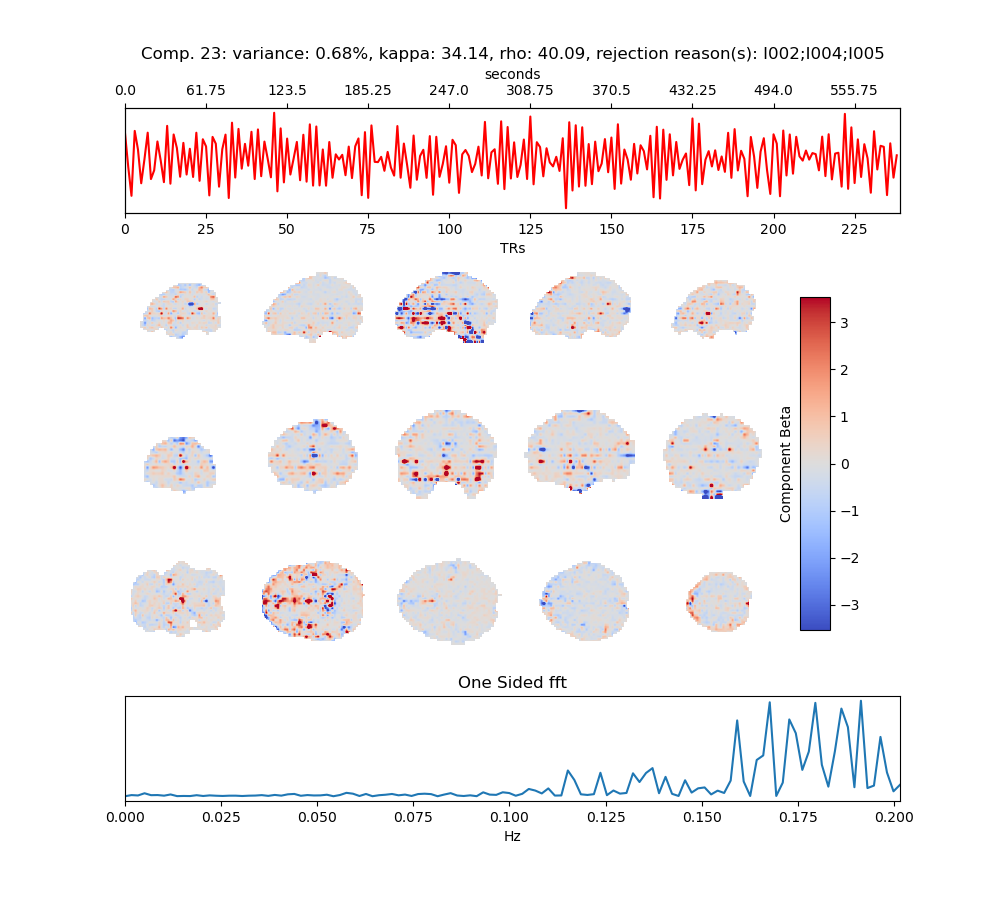 Comp. 23: variance: 0.68%, kappa: 34.14, rho: 40.09, rejection reason(s): I002;I004;I005
seconds
0.0 61.75 123.5 185.25 247.0 308.75 370.5 432.25 494.0 555.75
0 25 50 75 100 125 150 175 200 225
TRs
3
2
1
0
−1
−2
−3
Component Beta
One Sided fft
0.000 0.025 0.050 0.075 0.100 0.125 0.150 0.175 0.200
Hz